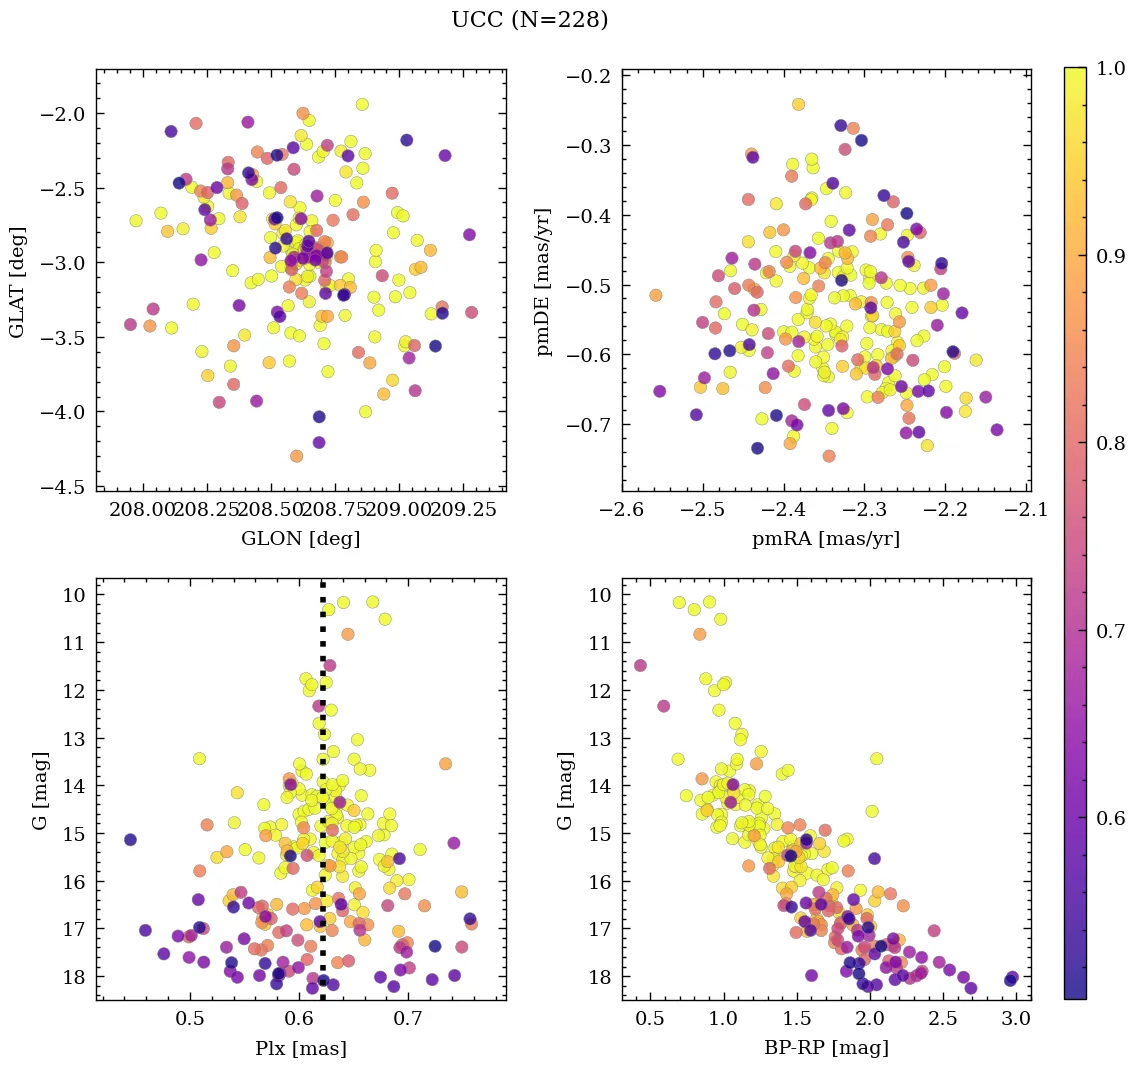 UCC (N=228)
−2.0
−2.5
−3.0
−3.5
−4.0
−4.5
GLAT [deg]
208.00 208.25 208.50 208.75 209.00 209.25
GLON [deg]
−0.2
−0.3
−0.4
−0.5
−0.6
−0.7
pmDE [mas/yr]
−2.6 −2.5 −2.4 −2.3 −2.2 −2.1
pmRA [mas/yr]
1.0
0.9
0.8
0.7
0.6
10
11
12
13
14
15
16
17
18
G [mag]
0.5 0.6 0.7
Plx [mas]
10
11
12
13
14
15
16
17
18
G [mag]
0.5 1.0 1.5 2.0 2.5 3.0
BP-RP [mag]